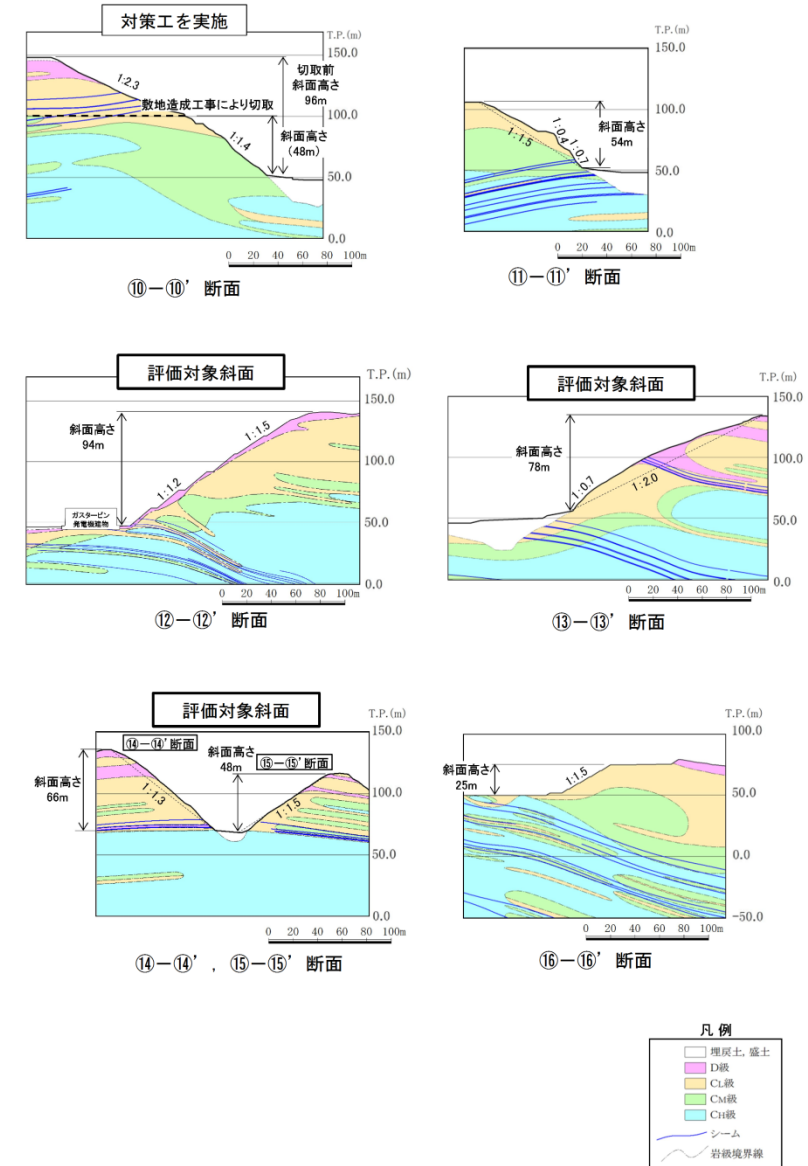 対策工を実施
T.P.(m)
150.0
切取前
斜面高さ
96m
1:2.3
敷地造成工事により切取
100.0
斜面高さ
(48m)
1:1.4
50.0
0.0
0 20 40 60 80 100m
⑩－⑩’断面
T.P.(m)
150.0
100.0
1:0.4
1:0.7
1:1.5
斜面高さ
54m
50.0
0.0
0 20 40 60 80 100m
⑪－⑪’断面
評価対象斜面
T.P.(m)
150.0
斜面高さ
94m
1:1.5
100.0
1:1.2
ガスタービン
発電機建物
50.0
0.0
0 20 40 60 80 100m
⑫－⑫’断面
評価対象斜面
T.P.(m)
150.0
斜面高さ
78m
100.0
1:0.7
1:2.0
50.0
0.0
0 20 40 60 80 100m
⑬－⑬’断面
評価対象斜面
T.P.(m)
150.0
⑭－⑭’断面
斜面高さ
48m
⑮－⑮’断面
斜面高さ
66m
1:1.3
1:1.5
100.0
50.0
0.0
0 20 40 60 80 100m
⑭－⑭’，⑮－⑮’断面
T.P.(m)
100.0
斜面高さ
25m
1:1.5
50.0
0.0
-50.0
0 20 40 60 80 100m
⑯－⑯’断面
凡 例
埋戻土，盛土
D級
CL級
CM級
CH級
シーム
岩級境界線